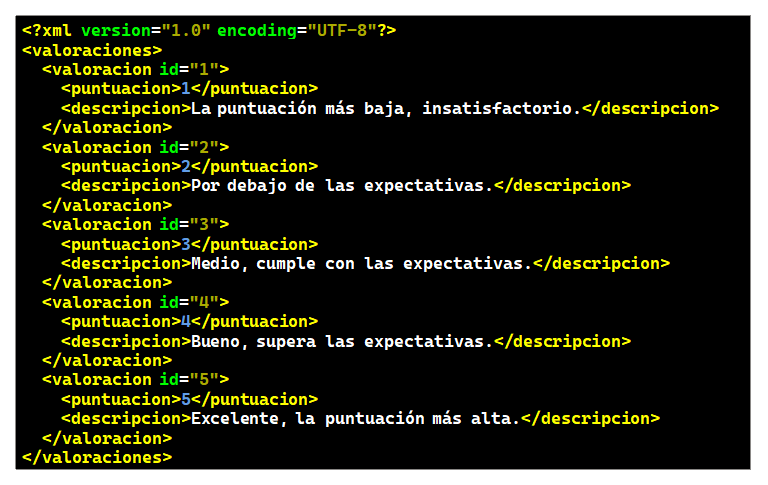 <?xml version="1.0" encoding="UTF-8"?>
<valoraciones>
  <valoracion id="1">
    <puntuacion>1</puntuacion>
    <descripcion>La puntuación más baja, insatisfactorio.</descripcion>
  </valoracion>
  <valoracion id="2">
    <puntuacion>2</puntuacion>
    <descripcion>Por debajo de las expectativas.</descripcion>
  </valoracion>
  <valoracion id="3">
    <puntuacion>3</puntuacion>
    <descripcion>Medio, cumple con las expectativas.</descripcion>
  </valoracion>
  <valoracion id="4">
    <puntuacion>4</puntuacion>
    <descripcion>Bueno, supera las expectativas.</descripcion>
  </valoracion>
  <valoracion id="5">
    <puntuacion>5</puntuacion>
    <descripcion>Excelente, la puntuación más alta.</descripcion>
  </valoracion>
</valoraciones>